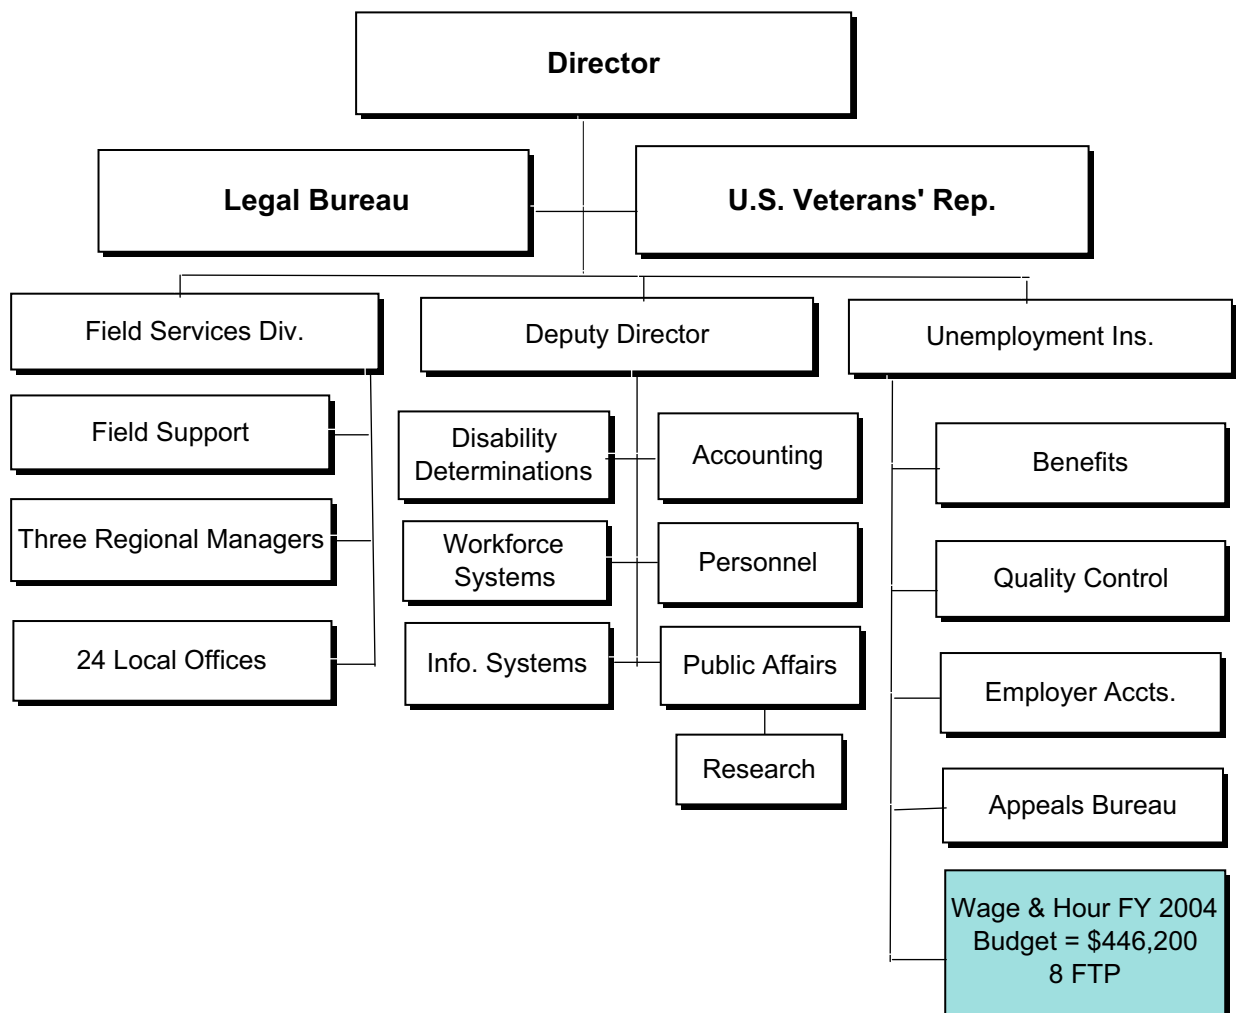 Director
Legal Bureau
U.S. Veterans' Rep.
Field Services Div.
Deputy Director
Unemployment Ins.
Field Support
Three Regional Managers
24 Local Offices
Disability
Determinations
Accounting
Workforce
Systems
Personnel
Info. Systems
Public Affairs
Research
Benefits
Quality Control
Employer Accts.
Appeals Bureau
Wage & Hour FY 2004
Budget = $446,200
8 FTP